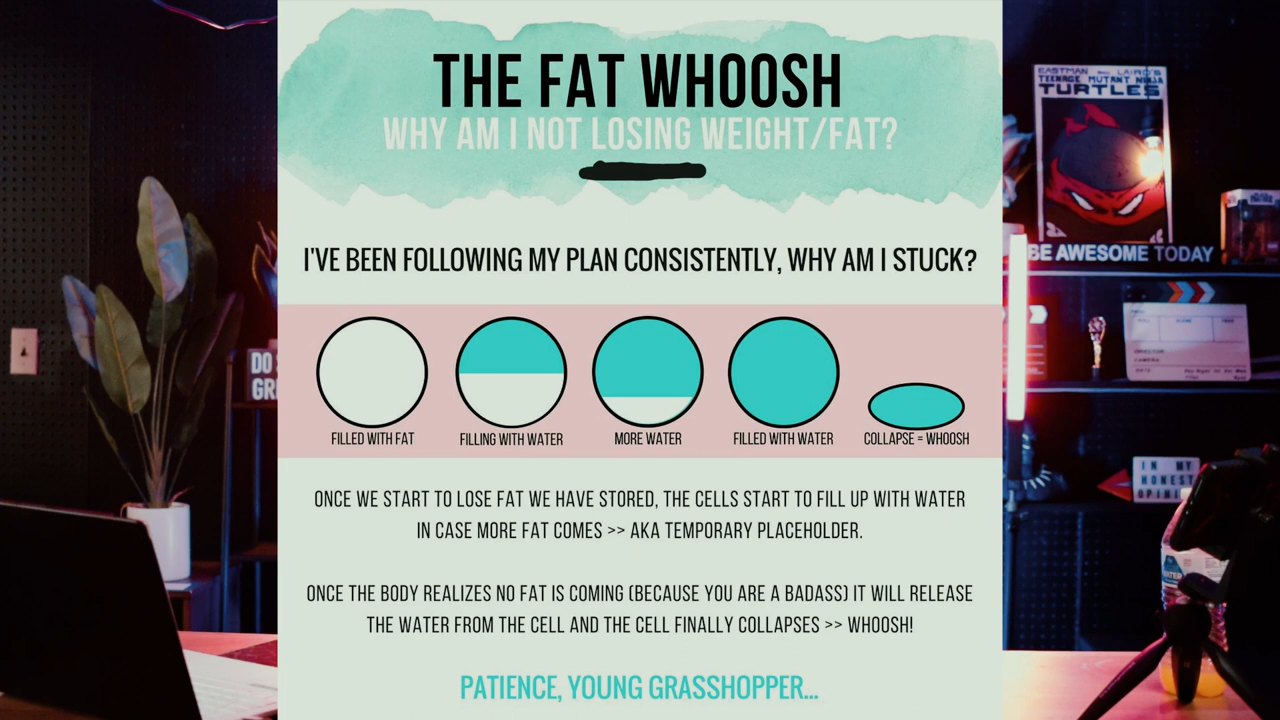 THE FAT WHOOSH
WHY AM I NOT LOSING WEIGHT/FAT?
I'VE BEEN FOLLOWING MY PLAN CONSISTENTLY, WHY AM I STUCK?
FILLED WITH FAT
FILLING WITH WATER
MORE WATER
FILLED WITH WATER
COLLAPSE = WHOOSH
ONCE WE START TO LOSE FAT WE HAVE STORED, THE CELLS START TO FILL UP WITH WATER
IN CASE MORE FAT COMES >> AKA TEMPORARY PLACEHOLDER.
ONCE THE BODY REALIZES NO FAT IS COMING (BECAUSE YOU ARE A BADASS) IT WILL RELEASE
THE WATER FROM THE CELL AND THE CELL FINALLY COLLAPSES >> WHOOSH!
PATIENCE, YOUNG GRASSHOPPER...
EASTMAN AND LAIRD'S
TEENAGE MUTANT NINJA
TURTLES
BE AWESOME TODAY
DO
GR
IN MY
HONEST
OPINI
WATER